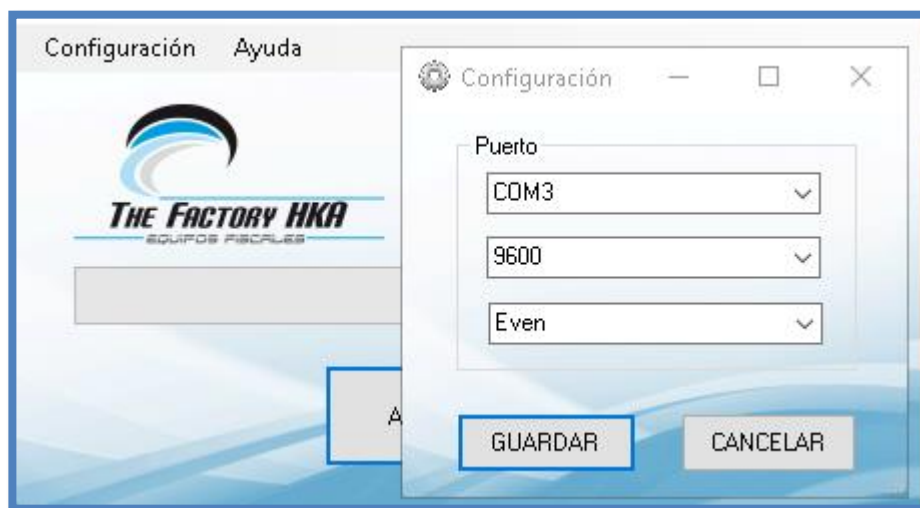 Configuración Ayuda
THE FACTORY HKA
EQUIPOS FISCALES
A
Configuración
Puerto
COM3
9600
Even
GUARDAR CANCELAR